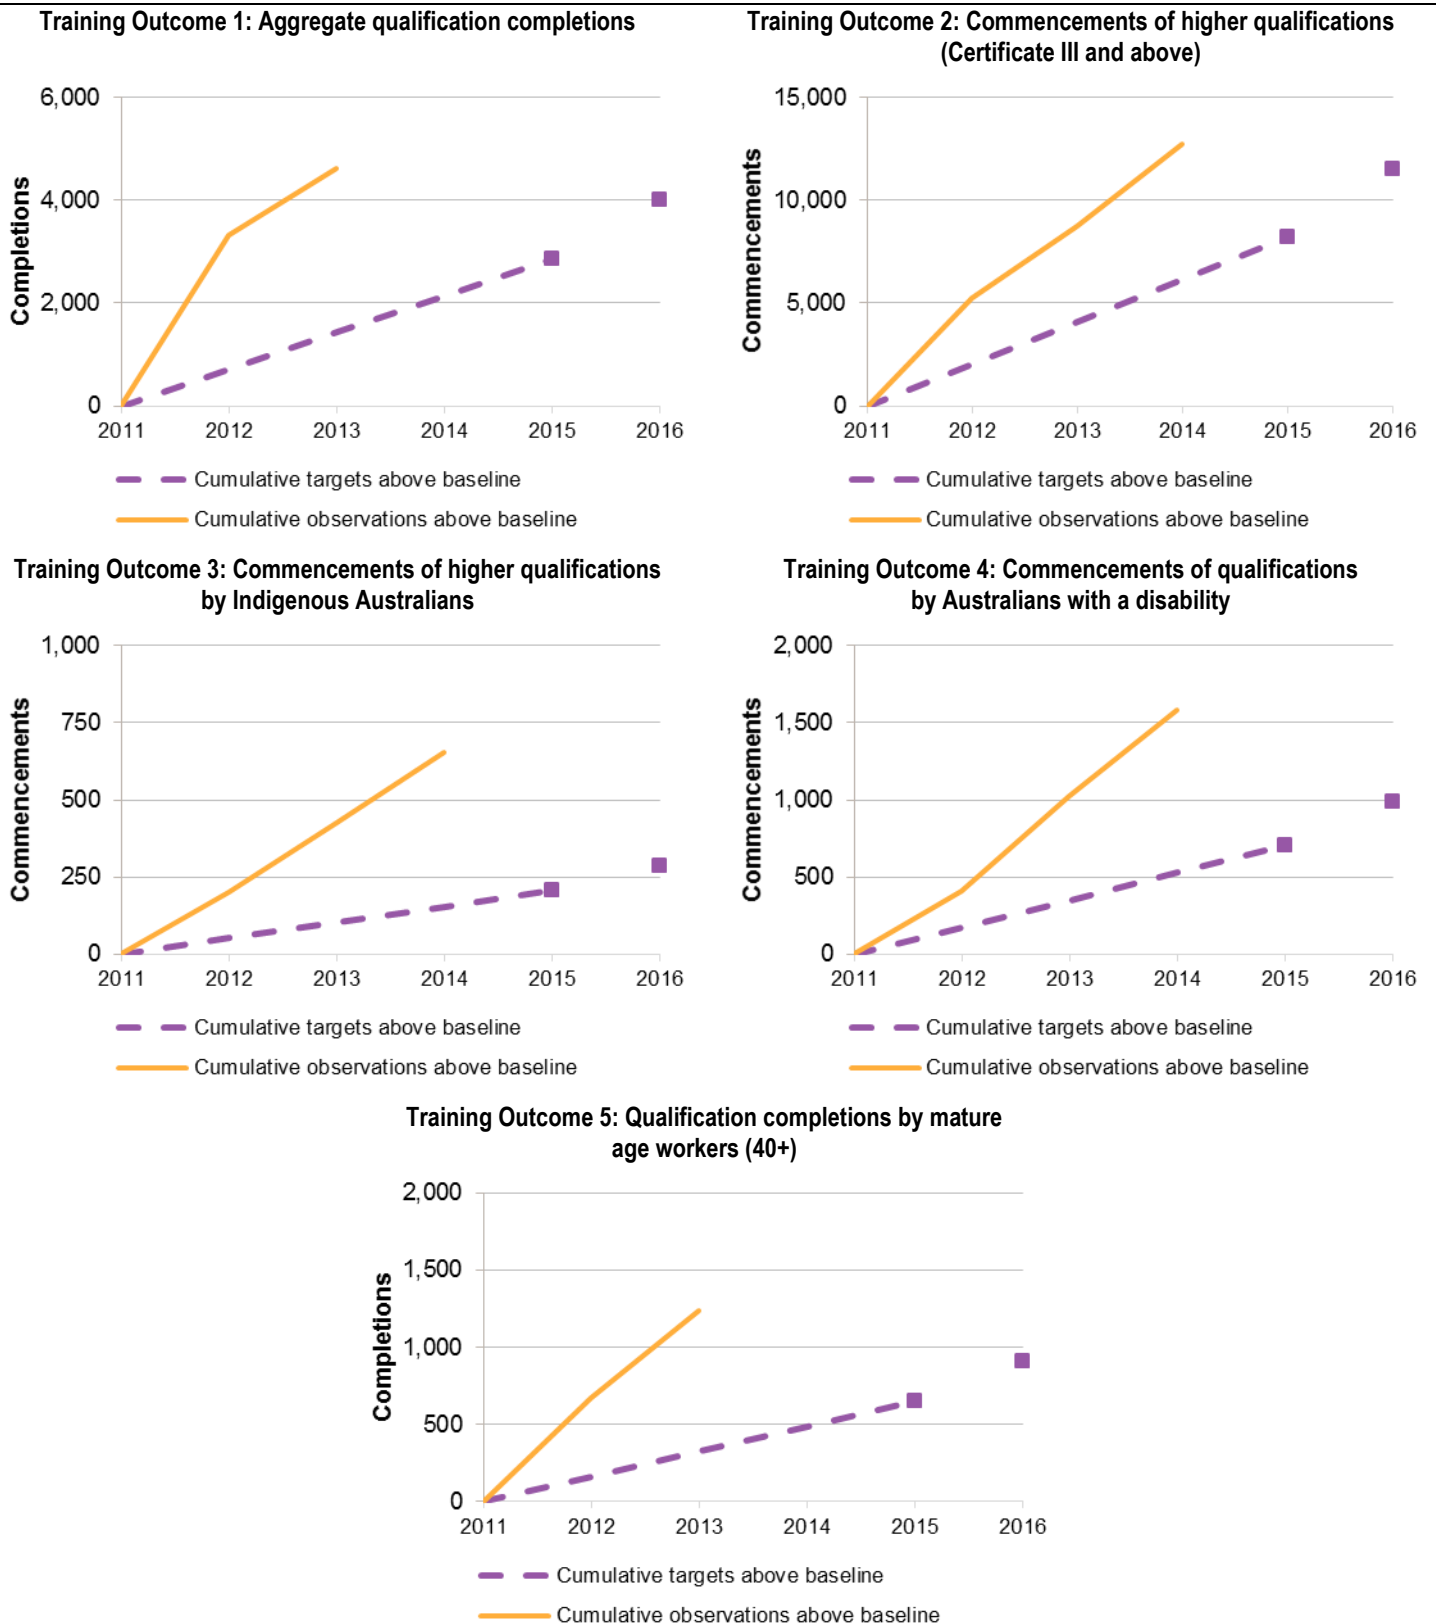 Training Outcome 1: Aggregate qualification completions
6,000
4,000
2,000
0
Completions
2011 2012 2013 2014 2015 2016
Cumulative targets above baseline
Cumulative observations above baseline
Training Outcome 2: Commencements of higher qualifications
(Certificate III and above)
15,000
10,000
5,000
0
Commencements
2011 2012 2013 2014 2015 2016
Cumulative targets above baseline
Cumulative observations above baseline
Training Outcome 3: Commencements of higher qualifications
by Indigenous Australians
1,000
750
500
250
0
Commencements
2011 2012 2013 2014 2015 2016
Cumulative targets above baseline
Cumulative observations above baseline
Training Outcome 4: Commencements of qualifications
by Australians with a disability
2,000
1,500
1,000
500
0
Commencements
2011 2012 2013 2014 2015 2016
Cumulative targets above baseline
Cumulative observations above baseline
Training Outcome 5: Qualification completions by mature
age workers (40+)
2,000
1,500
1,000
500
0
Completions
2011 2012 2013 2014 2015 2016
Cumulative targets above baseline
Cumulative observations above baseline